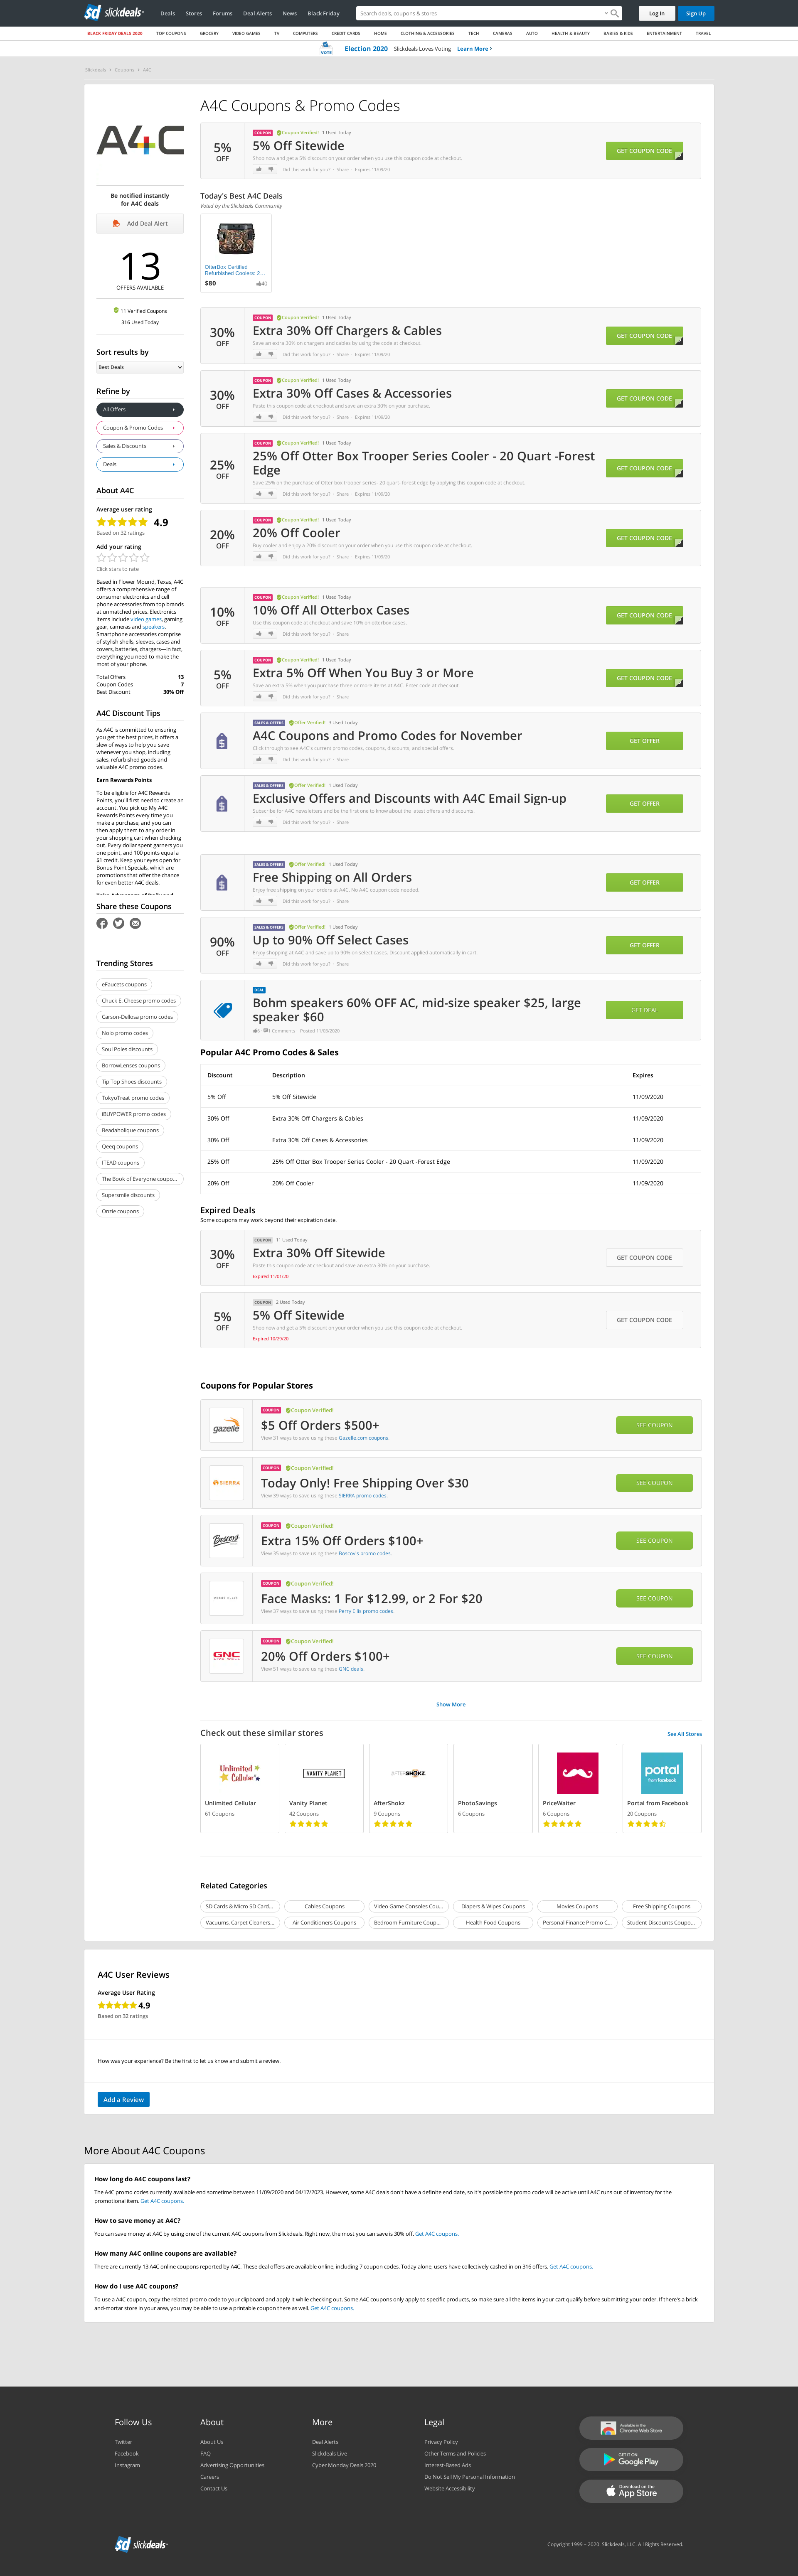 slickdeals
Deals Stores Forums Deal Alerts News Black Friday
Search deals, coupons & stores
Log In
Sign Up
BLACK FRIDAY DEALS 2020 TOP COUPONS GROCERY VIDEO GAMES TV COMPUTERS CREDIT CARDS HOME CLOTHING & ACCESSORIES TECH CAMERAS AUTO HEALTH & BEAUTY BABIES & KIDS ENTERTAINMENT TRAVEL
VOTE Election 2020 Slickdeals Loves Voting Learn More
Slickdeals > Coupons > A4C
A4C
Be notified instantly
for A4C deals
Add Deal Alert
13
OFFERS AVAILABLE
11 Verified Coupons
316 Used Today
Sort results by
Best Deals
Refine by
All Offers
Coupon & Promo Codes
Sales & Discounts
Deals
About A4C
Average user rating
4.9
Based on 32 ratings
Add your rating
Click stars to rate
Based in Flower Mound, Texas, A4C
offers a comprehensive range of
consumer electronics and cell
phone accessories from top brands
at unmatched prices. Electronics
items include video games, gaming
gear, cameras and speakers.
Smartphone accessories comprise
of stylish shells, sleeves, cases and
covers, batteries, chargers—in fact,
everything you need to make the
most of your phone.
Total Offers 13
Coupon Codes 7
Best Discount 30% Off
A4C Discount Tips
As A4C is committed to ensuring
you get the best prices, it offers a
slew of ways to help you save
whenever you shop, including
sales, refurbished goods and
valuable A4C promo codes.
Earn Rewards Points
To be eligible for A4C Rewards
Points, you'll first need to create an
account. You pick up My A4C
Rewards Points every time you
make a purchase, and you can
then apply them to any order in
your shopping cart when checking
out. Every dollar spent garners you
one point, and 100 points equal a
$1 credit. Keep your eyes open for
Bonus Point Specials, which are
promotions that offer the chance
for even better A4C deals.
Share these Coupons
Trending Stores
eFaucets coupons
Chuck E. Cheese promo codes
Carson-Dellosa promo codes
Nolo promo codes
Soul Poles discounts
BorrowLenses coupons
Tip Top Shoes discounts
TokyoTreat promo codes
iBUYPOWER promo codes
Beadaholique coupons
Qeeq coupons
ITEAD coupons
The Book of Everyone coupo...
Supersmile discounts
Onzie coupons
A4C Coupons & Promo Codes
5%
OFF
COUPON Coupon Verified! 1 Used Today
5% Off Sitewide
Shop now and get a 5% discount on your order when you use this coupon code at checkout.
Did this work for you? · Share · Expires 11/09/20
GET COUPON CODE
Today's Best A4C Deals
Voted by the Slickdeals Community
OtterBox Certified
Refurbished Coolers: 2...
$80 40
30%
OFF
COUPON Coupon Verified! 1 Used Today
Extra 30% Off Chargers & Cables
Save an extra 30% on chargers and cables by using the code at checkout.
Did this work for you? · Share · Expires 11/09/20
GET COUPON CODE
30%
OFF
COUPON Coupon Verified! 1 Used Today
Extra 30% Off Cases & Accessories
Paste this coupon code at checkout and save an extra 30% on your purchase.
Did this work for you? · Share · Expires 11/09/20
GET COUPON CODE
25%
OFF
COUPON Coupon Verified! 1 Used Today
25% Off Otter Box Trooper Series Cooler - 20 Quart -Forest
Edge
Save 25% on the purchase of Otter box trooper series- 20 quart- forest edge by applying this coupon code at checkout.
Did this work for you? · Share · Expires 11/09/20
GET COUPON CODE
20%
OFF
COUPON Coupon Verified! 1 Used Today
20% Off Cooler
Buy cooler and enjoy a 20% discount on your order when you use this coupon code at checkout.
Did this work for you? · Share · Expires 11/09/20
GET COUPON CODE
10%
OFF
COUPON Coupon Verified! 1 Used Today
10% Off All Otterbox Cases
Use this coupon code at checkout and save 10% on otterbox cases.
Did this work for you? · Share
GET COUPON CODE
5%
OFF
COUPON Coupon Verified! 1 Used Today
Extra 5% Off When You Buy 3 or More
Save an extra 5% when you purchase three or more items at A4C. Enter code at checkout.
Did this work for you? · Share
GET COUPON CODE
SALES & OFFERS Offer Verified! 3 Used Today
A4C Coupons and Promo Codes for November
Click through to see A4C's current promo codes, coupons, discounts, and special offers.
Did this work for you? · Share
GET OFFER
SALES & OFFERS Offer Verified! 1 Used Today
Exclusive Offers and Discounts with A4C Email Sign-up
Subscribe for A4C newsletters and be the first one to know about the latest offers and discounts.
Did this work for you? · Share
GET OFFER
SALES & OFFERS Offer Verified! 1 Used Today
Free Shipping on All Orders
Enjoy free shipping on your orders at A4C. No A4C coupon code needed.
Did this work for you? · Share
GET OFFER
90%
OFF
SALES & OFFERS Offer Verified! 1 Used Today
Up to 90% Off Select Cases
Enjoy shopping at A4C and save up to 90% on select cases. Discount applied automatically in cart.
Did this work for you? · Share
GET OFFER
DEAL
Bohm speakers 60% OFF AC, mid-size speaker $25, large
speaker $60
Comments · Posted 11/03/2020
GET DEAL
Popular A4C Promo Codes & Sales
Discount Description Expires
5% Off 5% Off Sitewide 11/09/2020
30% Off Extra 30% Off Chargers & Cables 11/09/2020
30% Off Extra 30% Off Cases & Accessories 11/09/2020
25% Off 25% Off Otter Box Trooper Series Cooler - 20 Quart -Forest Edge 11/09/2020
20% Off 20% Off Cooler 11/09/2020
Expired Deals
Some coupons may work beyond their expiration date.
30%
OFF
COUPON 11 Used Today
Extra 30% Off Sitewide
Paste this coupon code at checkout and save an extra 30% on your purchase.
Expired 11/01/20
GET COUPON CODE
5%
OFF
COUPON 2 Used Today
5% Off Sitewide
Shop now and get a 5% discount on your order when you use this coupon code at checkout.
Expired 10/29/20
GET COUPON CODE
Coupons for Popular Stores
gazelle
COUPON Coupon Verified!
$5 Off Orders $500+
View 31 ways to save using these Gazelle.com coupons.
SEE COUPON
SIERRA
COUPON Coupon Verified!
Today Only! Free Shipping Over $30
View 39 ways to save using these SIERRA promo codes.
SEE COUPON
Boscov's
COUPON Coupon Verified!
Extra 15% Off Orders $100+
View 35 ways to save using these Boscov's promo codes.
SEE COUPON
PERRY ELLIS
COUPON Coupon Verified!
Face Masks: 1 For $12.99, or 2 For $20
View 37 ways to save using these Perry Ellis promo codes.
SEE COUPON
GNC
LIVE WELL
COUPON Coupon Verified!
20% Off Orders $100+
View 51 ways to save using these GNC deals.
SEE COUPON
Show More
Check out these similar stores
See All Stores
Unlimited
Cellular
VANITY PLANET
AFTERSHOKZ
portal
from facebook
Unlimited Cellular Vanity Planet AfterShokz PhotoSavings PriceWaiter Portal from Facebook
61 Coupons 42 Coupons 9 Coupons 6 Coupons 6 Coupons 20 Coupons
Related Categories
SD Cards & Micro SD Card... Cables Coupons Video Game Consoles Cou... Diapers & Wipes Coupons Movies Coupons Free Shipping Coupons
Vacuums, Carpet Cleaners... Air Conditioners Coupons Bedroom Furniture Coup... Health Food Coupons Personal Finance Promo C... Student Discounts Coupo...
A4C User Reviews
Average User Rating
4.9
Based on 32 ratings
How was your experience? Be the first to let us know and submit a review.
Add a Review
More About A4C Coupons
How long do A4C coupons last?
The A4C promo codes currently available end sometime between 11/09/2020 and 04/17/2023. However, some A4C deals don't have a definite end date, so it's possible the promo code will be active until A4C runs out of inventory for the
promotional item. Get A4C coupons.
How to save money at A4C?
You can save money at A4C by using one of the current A4C coupons from Slickdeals. Right now, the most you can save is 30% off. Get A4C coupons.
How many A4C online coupons are available?
There are currently 13 A4C online coupons reported by A4C. These deal offers are available online, including 7 coupon codes. Today alone, users have collectively cashed in on 316 offers. Get A4C coupons.
How do I use A4C coupons?
To use a A4C coupon, copy the related promo code to your clipboard and apply it while checking out. Some A4C coupons only apply to specific products, so make sure all the items in your cart qualify before submitting your order. If there's a brick-
and-mortar store in your area, you may be able to use a printable coupon there as well. Get A4C coupons.
Follow Us
Twitter
Facebook
Instagram
About
About Us
FAQ
Advertising Opportunities
Careers
Contact Us
More
Deal Alerts
Slickdeals Live
Cyber Monday Deals 2020
Legal
Privacy Policy
Other Terms and Policies
Interest-Based Ads
Do Not Sell My Personal Information
Website Accessibility
Available in the
Chrome Web Store
GET IT ON
Google Play
Download on the
App Store
slickdeals
Copyright 1999 – 2020. Slickdeals, LLC. All Rights Reserved.